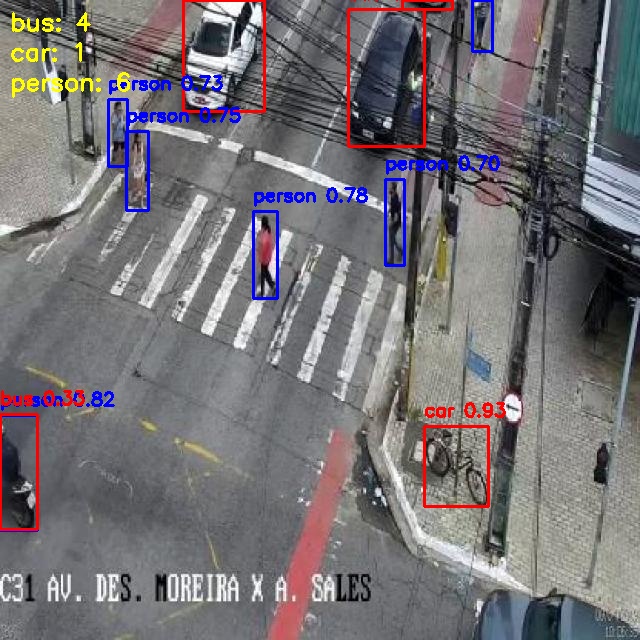 bus: 4
car: 1
person: 6
person 0.73
person 0.75
person 0.70
person 0.78
car 0.93
C31 AV. DES. MOREIRA X A. SALES